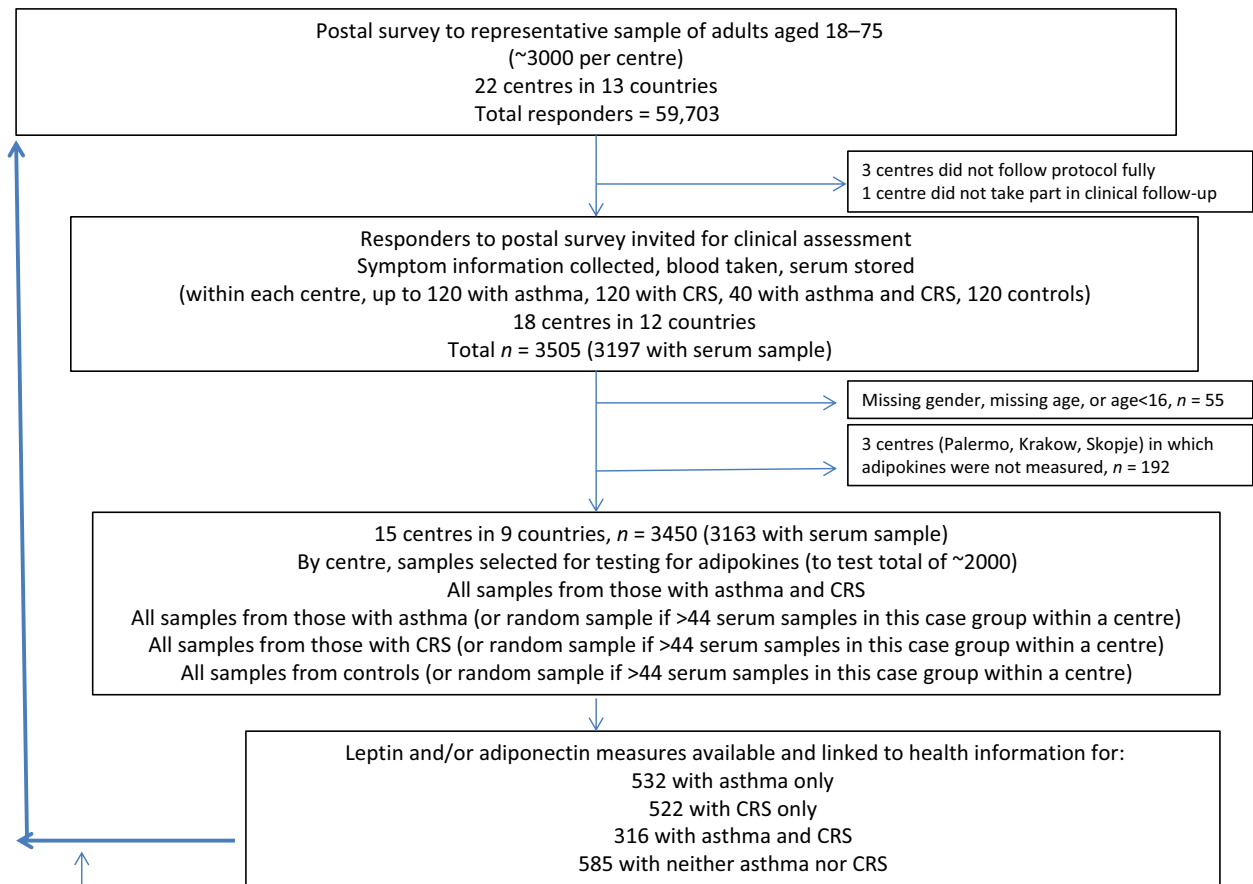 Postal survey to representative sample of adults aged 18–75
(~3000 per centre)
22 centres in 13 countries
Total responders = 59,703
3 centres did not follow protocol fully
1 centre did not take part in clinical follow-up
Responders to postal survey invited for clinical assessment
Symptom information collected, blood taken, serum stored
(within each centre, up to 120 with asthma, 120 with CRS, 40 with asthma and CRS, 120 controls)
18 centres in 12 countries
Total n = 3505 (3197 with serum sample)
Missing gender, missing age, or age<16, n = 55
3 centres (Palermo, Krakow, Skopje) in which
adipokines were not measured, n = 192
15 centres in 9 countries, n = 3450 (3163 with serum sample)
By centre, samples selected for testing for adipokines (to test total of ~2000)
All samples from those with asthma and CRS
All samples from those with asthma (or random sample if >44 serum samples in this case group within a centre)
All samples from those with CRS (or random sample if >44 serum samples in this case group within a centre)
All samples from controls (or random sample if >44 serum samples in this case group within a centre)
Leptin and/or adiponectin measures available and linked to health information for:
532 with asthma only
522 with CRS only
316 with asthma and CRS
585 with neither asthma nor CRS